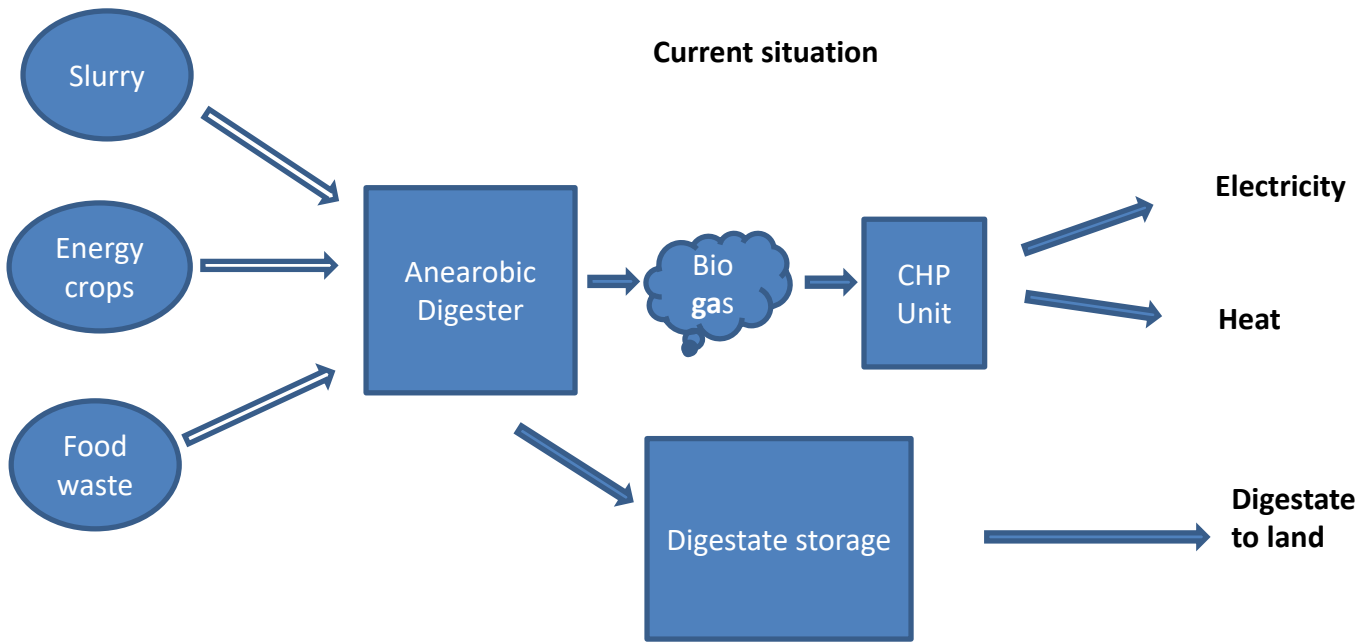 Current situation
Slurry
Energy
crops
Food
waste
Anearobic
Digester
Bio
gas
CHP
Unit
Electricity
Heat
Digestate storage
Digestate
to land